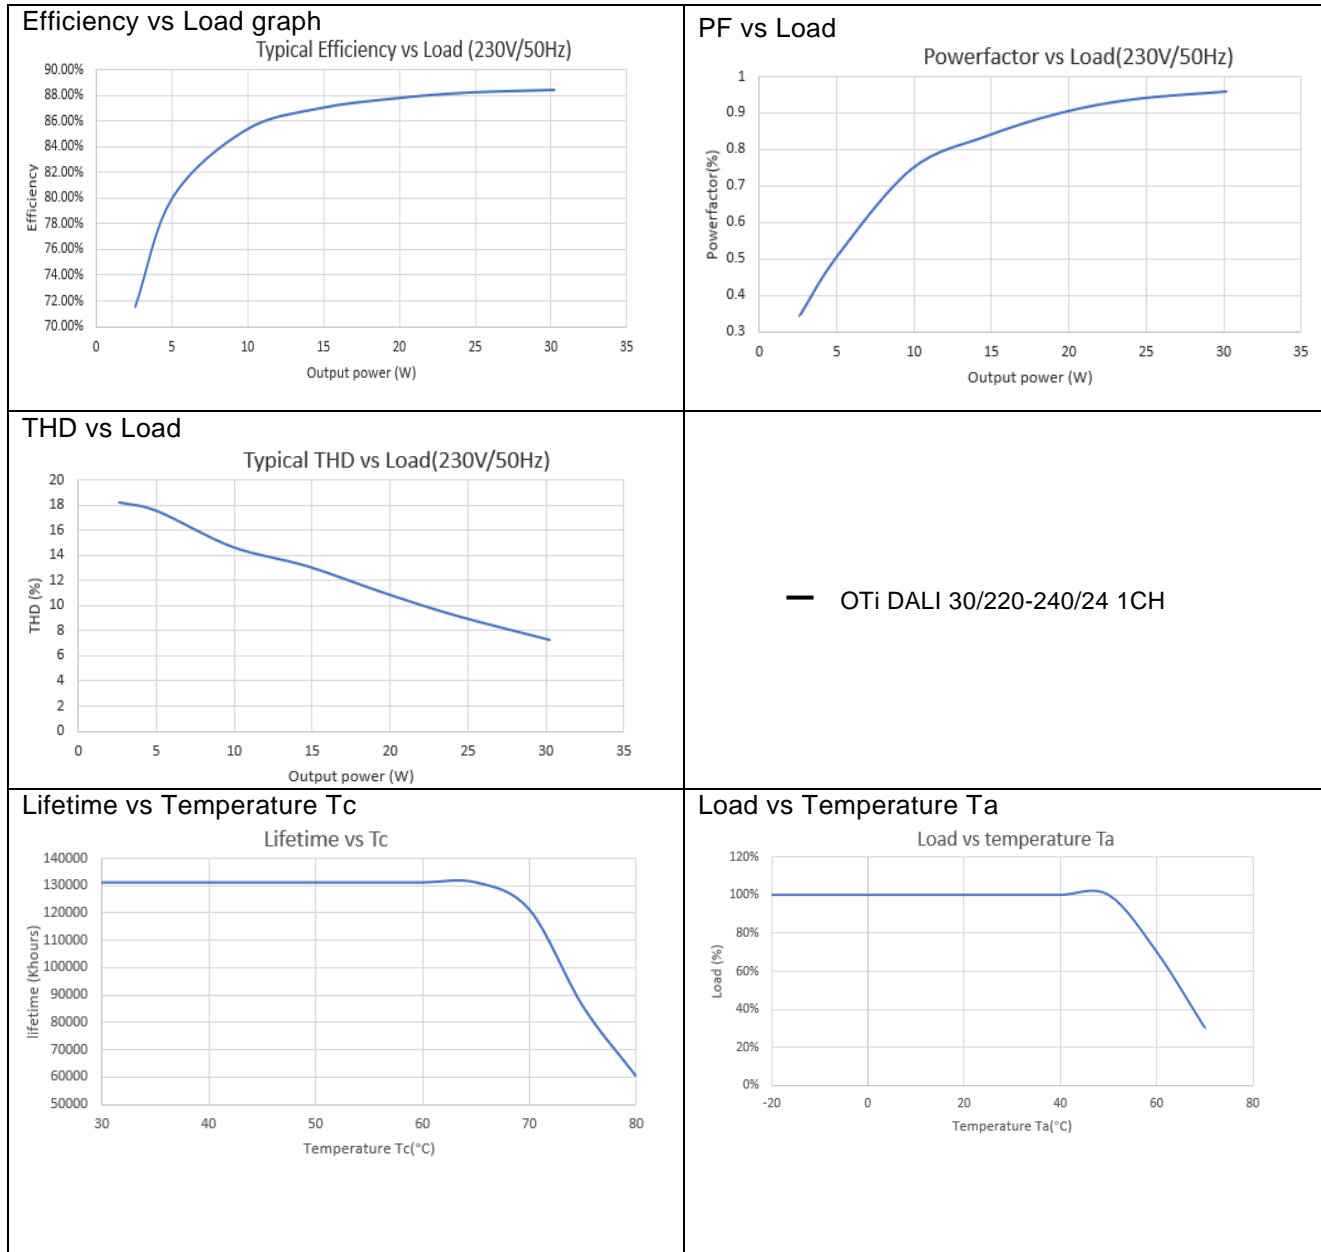 Efficiency vs Load graph
Typical Efficiency vs Load (230V/50Hz)
90.00%
88.00%
86.00%
84.00%
82.00%
80.00%
78.00%
76.00%
74.00%
72.00%
70.00%
Efficiency
0 5 10 15 20 25 30 35
Output power (W)
PF vs Load
Powerfactor vs Load(230V/50Hz)
1
0.9
0.8
0.7
0.6
0.5
0.4
0.3
Powerfactor(%)
0 5 10 15 20 25 30 35
Output power (W)
THD vs Load
Typical THD vs Load(230V/50Hz)
20
18
16
14
12
10
8
6
4
2
0
THD (%)
0 5 10 15 20 25 30 35
Output power (W)
OTi DALI 30/220-240/24 1CH
Lifetime vs Temperature Tc
Lifetime vs Tc
140000
130000
120000
110000
100000
90000
80000
70000
60000
50000
lifetime (Khours)
30 40 50 60 70 80
Temperature Tc(°C)
Load vs Temperature Ta
Load vs temperature Ta
120%
100%
80%
60%
40%
20%
0%
Load (%)
-20 0 20 40 60 80
Temperature Ta(°C)